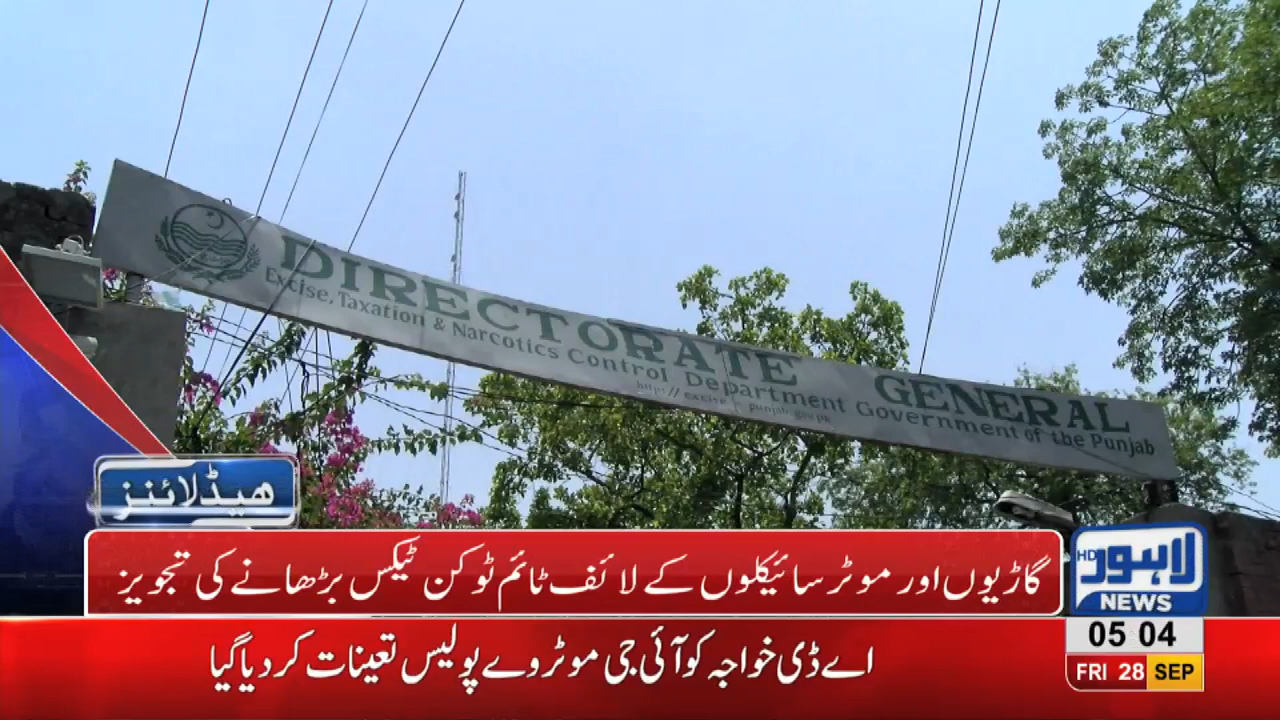 DIRECTORATE GENERAL
Excise, Taxation & Narcotics Control Department Government of the Punjab
ھیڈلائنز
گاڑیوں اور موٹر سائیکلوں کے لائف ٹائم ٹوکن ٹیکس بڑھانے کی تجویز
HD لاہور
NEWS
اے ڈی خواجہ کو آئی جی موٹروے پولیس تعینات کر دیا گیا
05 04
FRI 28 SEP